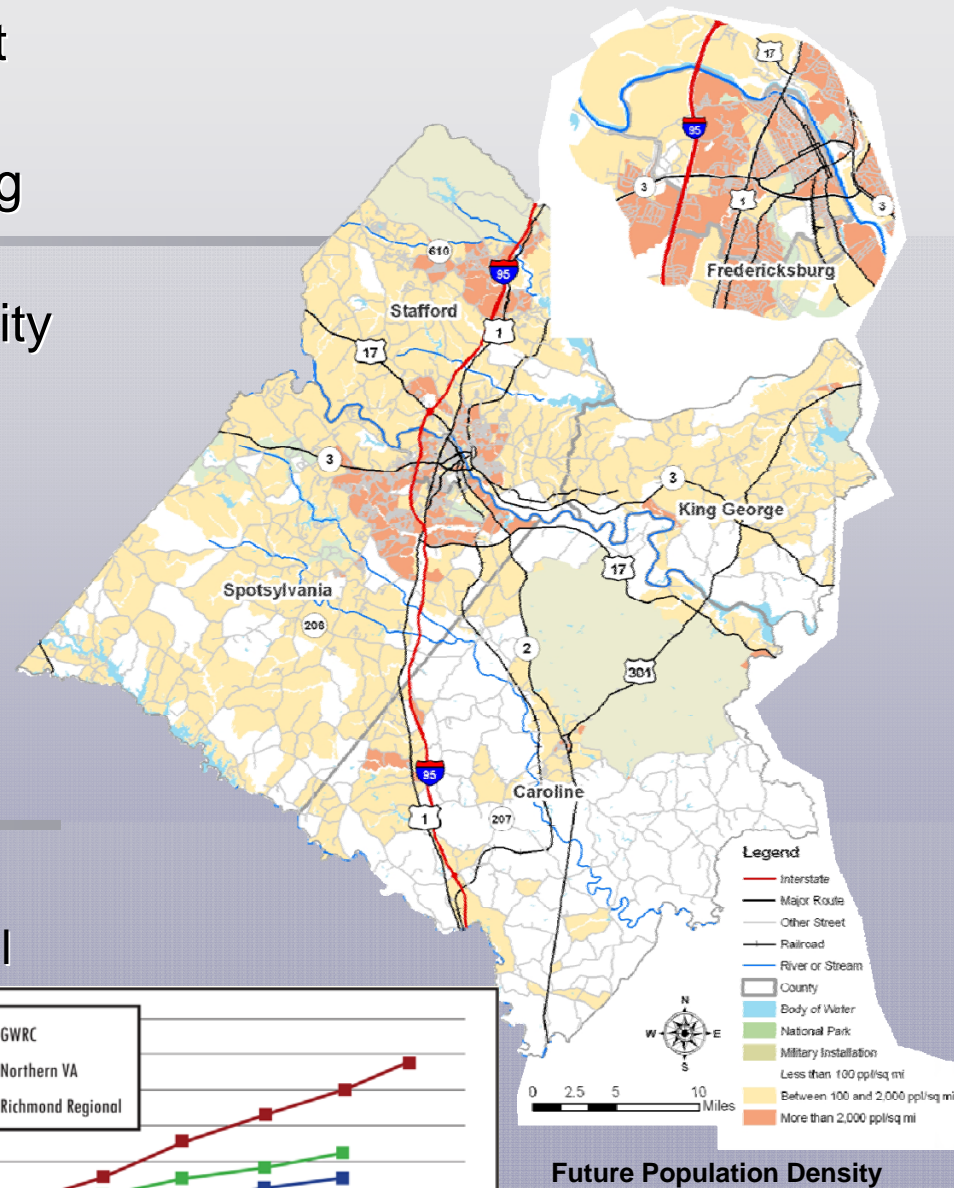 t
g
ity
l
17
95
3
1
3
Fredericksburg
610
95
Stafford
1
17
3
3
King George
17
Spotsylvania
208
2
301
95
Caroline
1
207
Legend
Interstate
Major Route
Other Street
Railroad
River or Stream
County
Body of Water
National Park
Military Installation
Less than 100 ppl/sq mi
Between 100 and 2,000 ppl/sq mi
More than 2,000 ppl/sq mi
N
W E
S
0 2.5 5 10
Miles
GWRC
Northern VA
Richmond Regional
Future Population Density